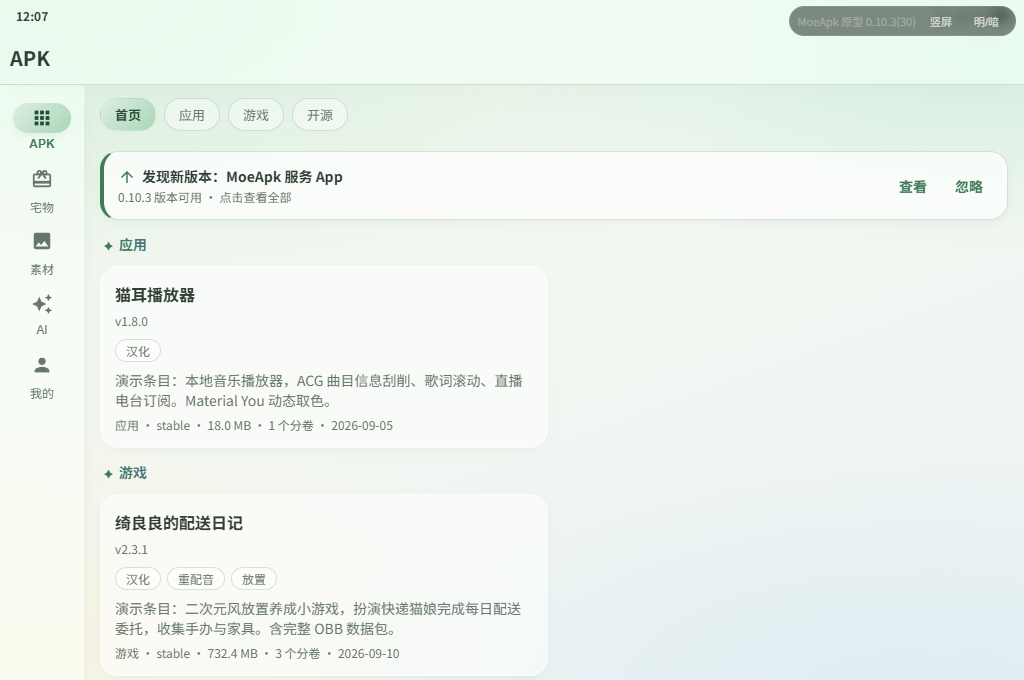 12:07
MoeApk 原型 0.10.3(30) 竖屏 明/暗
APK
APK
宅物
素材
AI
我的
首页 应用 游戏 开源
发现新版本：MoeApk 服务 App
0.10.3 版本可用 • 点击查看全部
查看 忽略
应用
猫耳播放器
v1.8.0
汉化
演示条目：本地音乐播放器，ACG 曲目信息刮削、歌词滚动、直播
电台订阅。Material You 动态取色。
应用 • stable • 18.0 MB • 1 个分卷 • 2026-09-05
游戏
绮良良的配送日记
v2.3.1
汉化 重配音 放置
演示条目：二次元风放置养成小游戏，扮演快递猫娘完成每日配送
委托，收集手办与家具。含完整 OBB 数据包。
游戏 • stable • 732.4 MB • 3 个分卷 • 2026-09-10